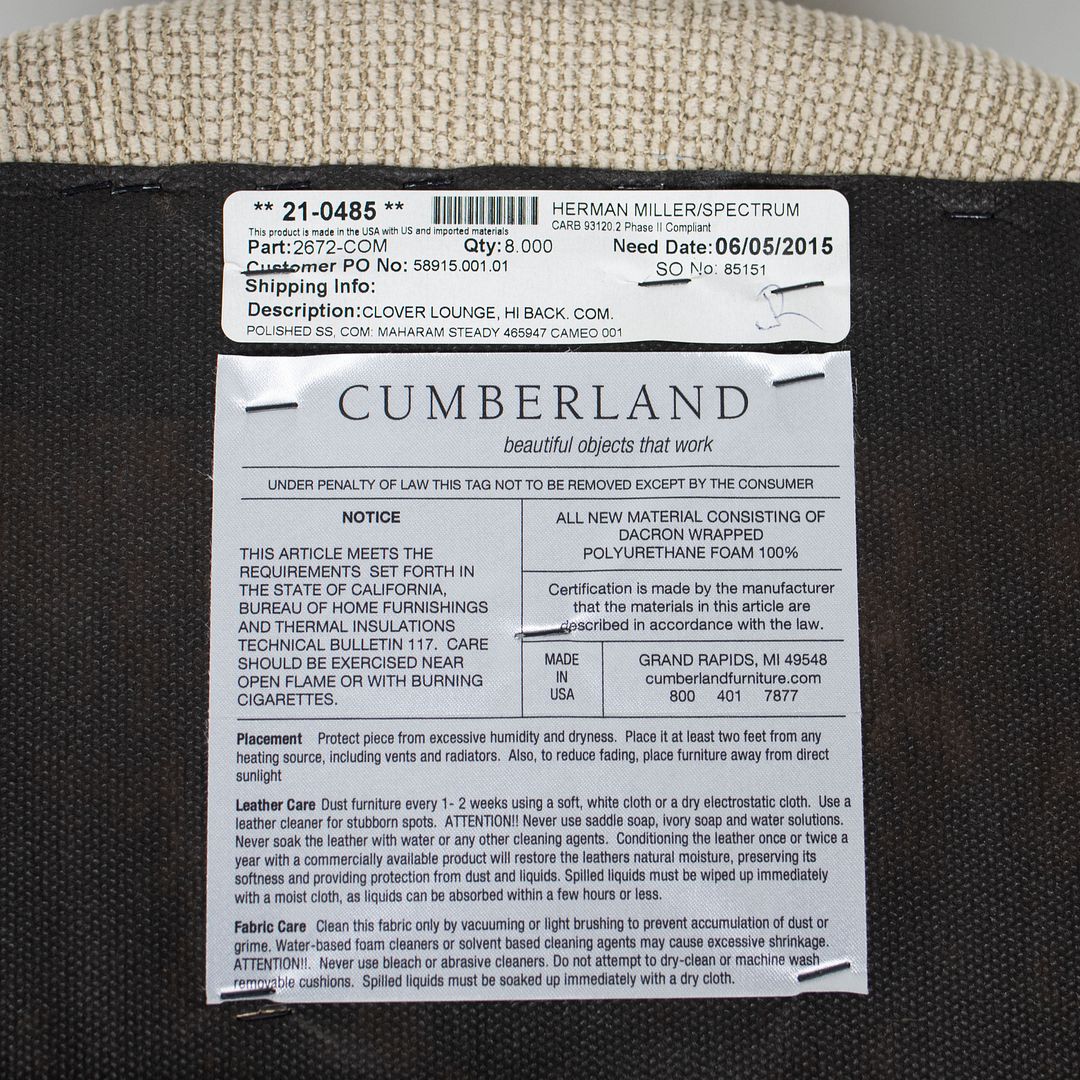 ** 21-0485 ** HERMAN MILLER/SPECTRUM
This product is made in the USA with US and imported materials CARB 93120.2 Phase II Compliant
Part:2672-COM Qty:8.000 Need Date:06/05/2015
Customer PO No: 58915.001.01 SO No: 85151
Shipping Info:
Description:CLOVER LOUNGE, HI BACK. COM.
POLISHED SS, COM: MAHARAM STEADY 465947 CAMEO 001
CUMBERLAND
beautiful objects that work
UNDER PENALTY OF LAW THIS TAG NOT TO BE REMOVED EXCEPT BY THE CONSUMER
NOTICE
THIS ARTICLE MEETS THE
REQUIREMENTS SET FORTH IN
THE STATE OF CALIFORNIA,
BUREAU OF HOME FURNISHINGS
AND THERMAL INSULATIONS
TECHNICAL BULLETIN 117. CARE
SHOULD BE EXERCISED NEAR
OPEN FLAME OR WITH BURNING
CIGARETTES.
ALL NEW MATERIAL CONSISTING OF
DACRON WRAPPED
POLYURETHANE FOAM 100%
Certification is made by the manufacturer
that the materials in this article are
described in accordance with the law.
MADE
IN
USA
GRAND RAPIDS, MI 49548
cumberlandfurniture.com
800 401 7877
Placement Protect piece from excessive humidity and dryness. Place it at least two feet from any
heating source, including vents and radiators. Also, to reduce fading, place furniture away from direct
sunlight
Leather Care Dust furniture every 1- 2 weeks using a soft, white cloth or a dry electrostatic cloth. Use a
leather cleaner for stubborn spots. ATTENTION!! Never use saddle soap, ivory soap and water solutions.
Never soak the leather with water or any other cleaning agents. Conditioning the leather once or twice a
year with a commercially available product will restore the leathers natural moisture, preserving its
softness and providing protection from dust and liquids. Spilled liquids must be wiped up immediately
with a moist cloth, as liquids can be absorbed within a few hours or less.
Fabric Care Clean this fabric only by vacuuming or light brushing to prevent accumulation of dust or
grime. Water-based foam cleaners or solvent based cleaning agents may cause excessive shrinkage.
ATTENTION!!. Never use bleach or abrasive cleaners. Do not attempt to dry-clean or machine wash
removable cushions. Spilled liquids must be soaked up immediately with a dry cloth.